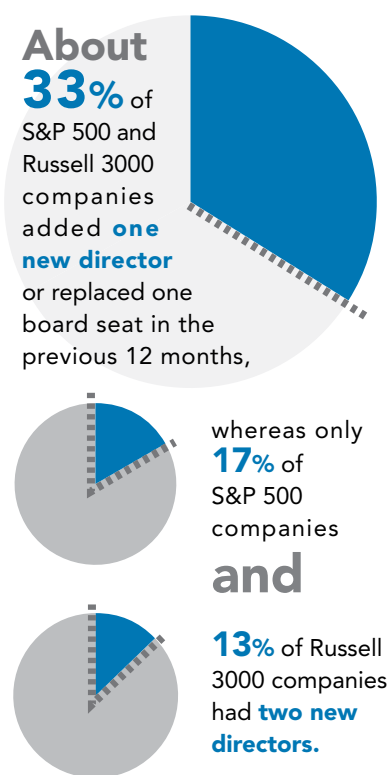 About
33% of
S&P 500 and
Russell 3000
companies
added one
new director
or replaced one
board seat in the
previous 12 months,
whereas only
17% of
S&P 500
companies
and
13% of Russell
3000 companies
had two new
directors.